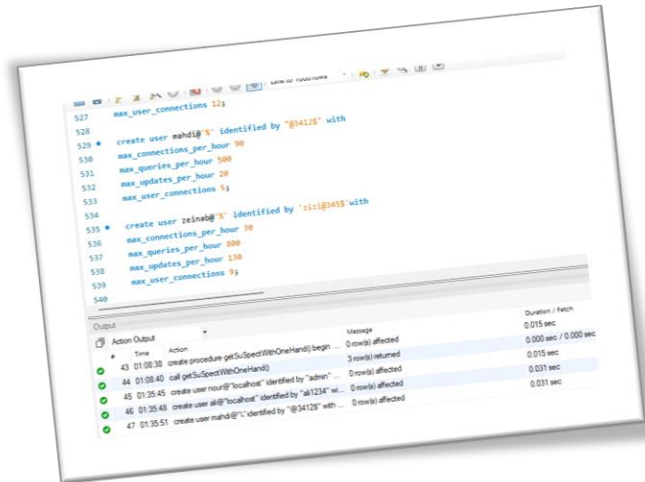 Limit to 1000 rows
527 max_user_connections 12;
528
529 create user mahdi@'%' identified by "@3412$" with
530 max_connections_per_hour 90
531 max_queries_per_hour 500
532 max_updates_per_hour 20
533 max_user_connections 5;
534
535 create user zeinab@'%' identified by 'zizi@345$'with
536 max_connections_per_hour 30
537 max_queries_per_hour 800
538 max_updates_per_hour 130
539 max_user_connections 9;
540
Output
Action Output
# Time Action Message Duration / Fetch
43 01:08:38 create procedure getSuSpectWithOneHand() begin ... 0 row(s) affected 0.015 sec
44 01:08:40 call getSuSpectWithOneHand() 3 row(s) returned 0.000 sec / 0.000 sec
45 01:35:45 create user nour@"localhost" identified by "admin" ... 0 row(s) affected 0.015 sec
46 01:35:48 create user ali@"localhost" identified by "ali1234" wi... 0 row(s) affected 0.031 sec
47 01:35:51 create user mahdi@'%' identified by "@3412$" with ... 0 row(s) affected 0.031 sec